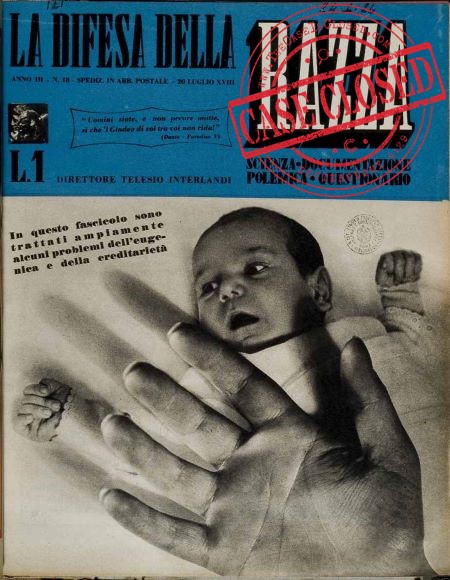 LA DIFESA DELLA
RAZZA
ANNO III - N. 18 - SPEDIZ. IN ABB. POSTALE - 20 LUGLIO XVIII
"Uomini siate, e non pecore matte,
sì che 'l Giudeo di voi tra voi non rida!"
(Dante - Paradiso V)
CASE CLOSED
SCIENZA•DOCUMENTAZIONE
POLEMICA•QUESTIONARIO
L.1
DIRETTORE TELESIO INTERLANDI
In questo fascicolo sono
trattati ampiamente
alcuni problemi dell'euge-
nica e della ereditarietà